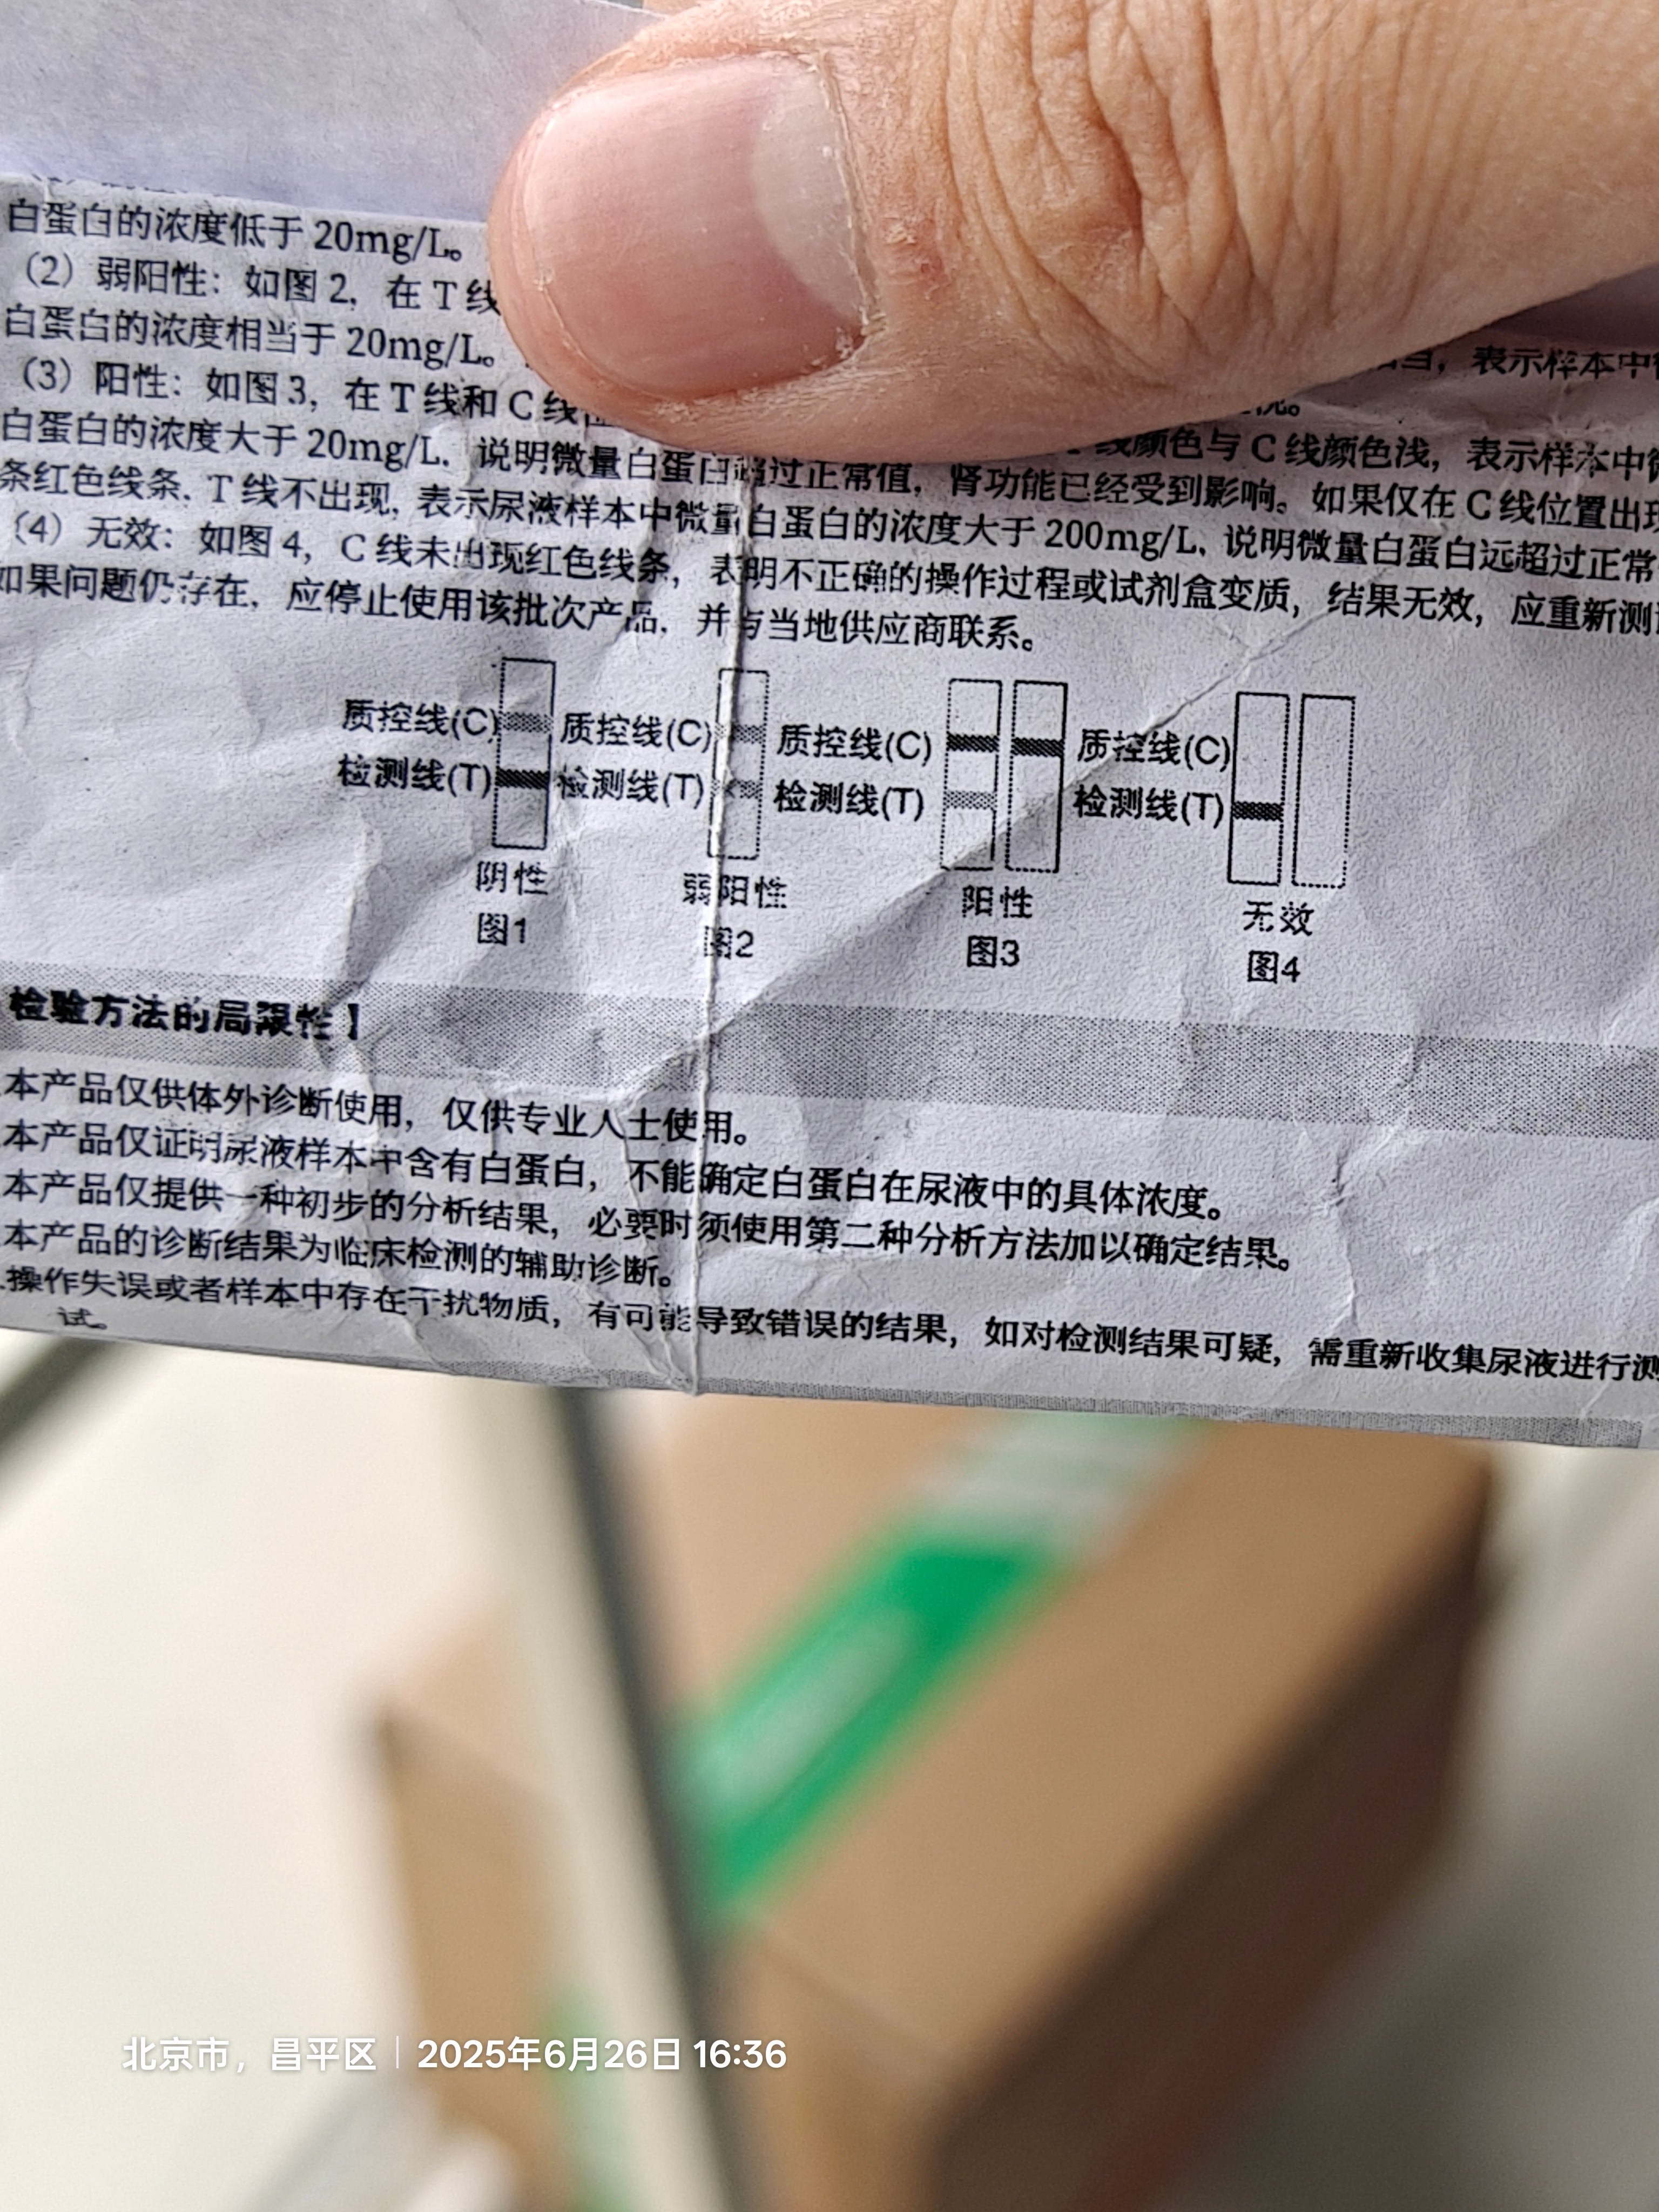 白蛋白的浓度低于 20mg/L。
（2）弱阳性：如图 2，在 T 线
，表示样本中
白蛋白的浓度相当于 20mg/L。
（3）阳性：如图 3，在 T 线和 C 线
线颜色与 C 线颜色浅，表示样本中
白蛋白的浓度大于 20mg/L，说明微量白蛋白超过正常值，肾功能已经受到影响。如果仅在 C 线位置出现
条红色线条，T 线不出现，表示尿液样本中微量白蛋白的浓度大于 200mg/L，说明微量白蛋白远超过正常
（4）无效：如图 4，C 线未出现红色线条，表明不正确的操作过程或试剂盒变质，结果无效，应重新测
如果问题仍存在，应停止使用该批次产品，并与当地供应商联系。
质控线(C) 质控线(C) 质控线(C) 质控线(C)
检测线(T) 检测线(T) 检测线(T) 检测线(T)
阴性 弱阳性 阳性 无效
图1 图2 图3 图4
检验方法的局限性】
本产品仅供体外诊断使用，仅供专业人士使用。
本产品仅证明尿液样本中含有白蛋白，不能确定白蛋白在尿液中的具体浓度。
本产品仅提供一种初步的分析结果，必要时须使用第二种分析方法加以确定结果。
本产品的诊断结果为临床检测的辅助诊断。
操作失误或者样本中存在干扰物质，有可能导致错误的结果，如对检测结果可疑，需重新收集尿液进行测
试。
北京市，昌平区 | 2025年6月26日 16:36